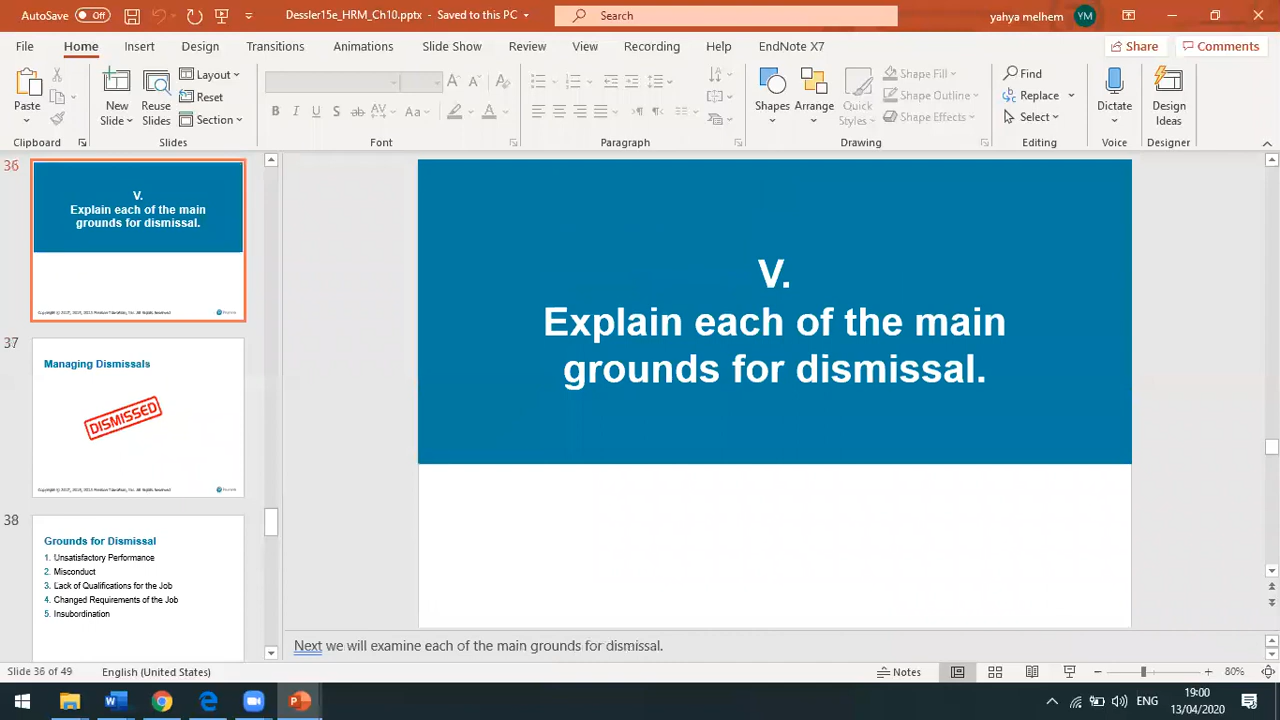 AutoSave Off Dessler15e_HRM_Ch10.pptx - Saved to this PC Search yahya melhem YM
File Home Insert Design Transitions Animations Slide Show Review View Recording Help EndNote X7 Share Comments
Paste New Slide Reuse Slides Layout Reset Section
B I U S ab AV Aa A
Shapes Arrange Quick Styles Shape Fill Shape Outline Shape Effects
Find Replace Select Dictate Design Ideas
Clipboard Slides Font Paragraph Drawing Editing Voice Designer
36
V.
Explain each of the main
grounds for dismissal.
37
Managing Dismissals
DISMISSED
38
Grounds for Dismissal
1. Unsatisfactory Performance
2. Misconduct
3. Lack of Qualifications for the Job
4. Changed Requirements of the Job
5. Insubordination
V.
Explain each of the main
grounds for dismissal.
Next we will examine each of the main grounds for dismissal.
Slide 36 of 49 English (United States) Notes 80%
ENG 19:00
13/04/2020